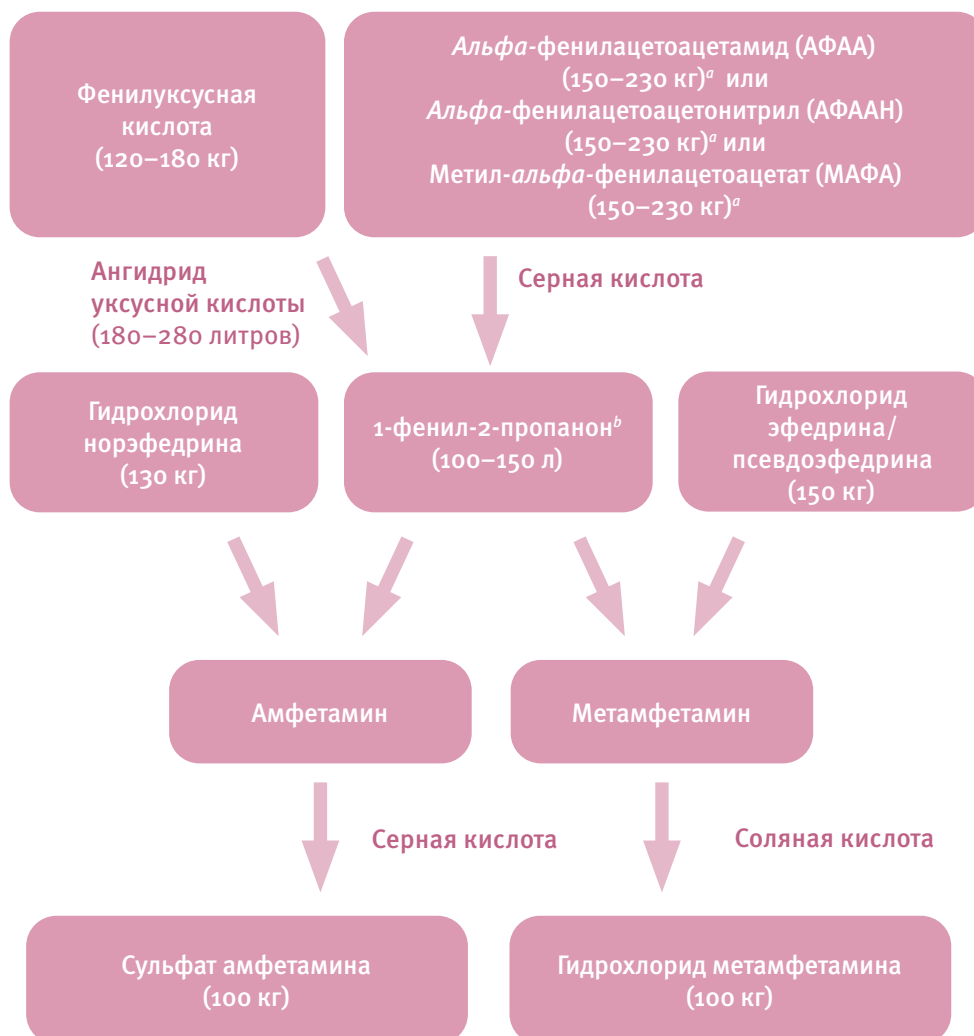 Фенилуксусная
кислота
(120–180 кг)
Альфа-фенилацетоацетамид (АФАА)
(150–230 кг)ᵃ или
Альфа-фенилацетоацетонитрил (АФААН)
(150–230 кг)ᵃ или
Метил-альфа-фенилацетоацетат (МАФА)
(150–230 кг)ᵃ
Ангидрид
уксусной кислоты
(180–280 литров)
Серная кислота
Гидрохлорид
норэфедрина
(130 кг)
1-фенил-2-пропанонᵇ
(100–150 л)
Гидрохлорид
эфедрина/
псевдоэфедрина
(150 кг)
Амфетамин
Метамфетамин
Серная кислота
Соляная кислота
Сульфат амфетамина
(100 кг)
Гидрохлорид метамфетамина
(100 кг)